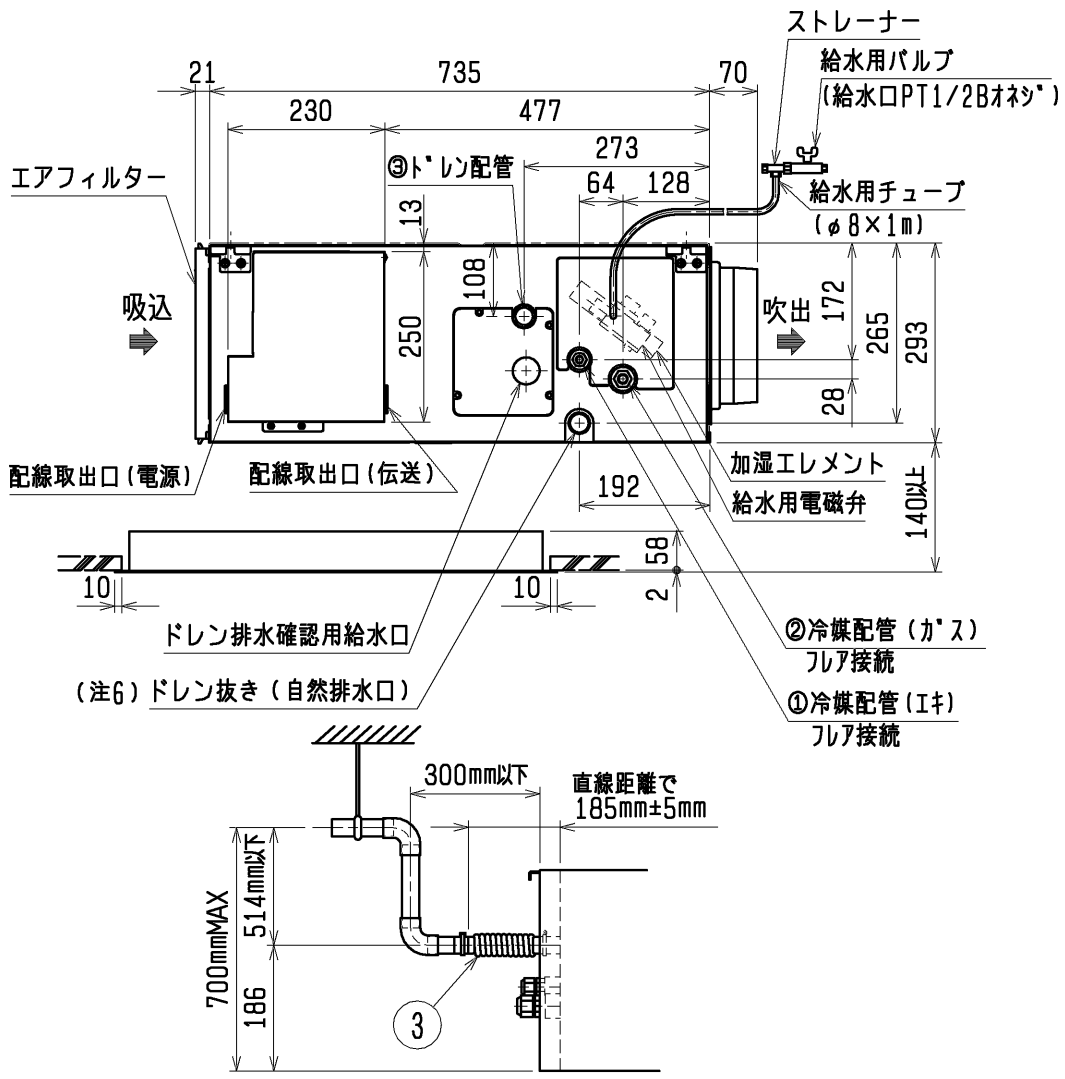 ストレーナー
給水用バルブ
(給水口PT1/2Bオネジ)
21
735
70
230
477
273
③ドレン配管
64
128
エアフィルター
給水用チューブ
(φ8×1m)
13
108
250
吸込
吹出
172
265
293
28
配線取出口(電源)
配線取出口(伝送)
加湿エレメント
192
給水用電磁弁
140以上
58
10
10
2
ドレン排水確認用給水口
②冷媒配管(ガス)
フレア接続
(注6)ドレン抜き(自然排水口)
①冷媒配管(エキ)
フレア接続
300mm以下
直線距離で
185mm±5mm
514mm以下
700mmMAX
186
3